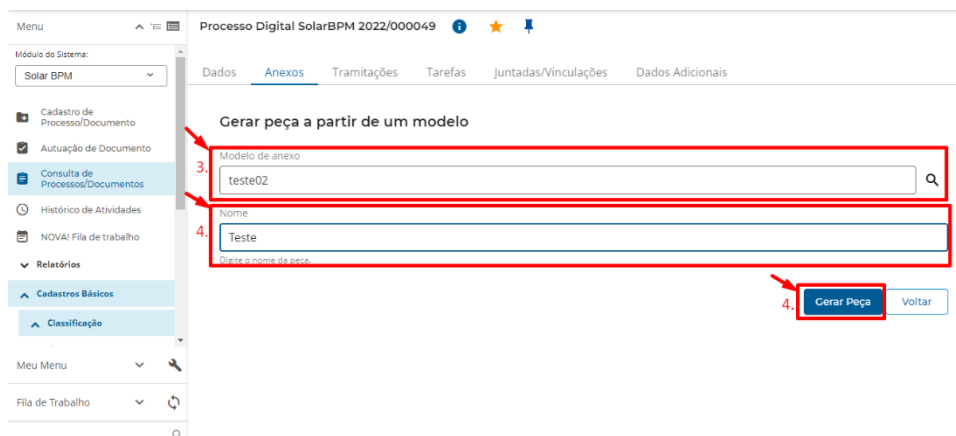 Menu
Processo Digital SolarBPM 2022/000049
Módulo do Sistema:
Solar BPM
Dados Anexos Tramitações Tarefas Juntadas/Vinculações Dados Adicionais
Cadastro de
Processo/Documento
Autuação de Documento
Consulta de
Processos/Documentos
Histórico de Atividades
NOVA! Fila de trabalho
Relatórios
Cadastros Básicos
Classificação
Meu Menu
Fila de Trabalho
Gerar peça a partir de um modelo
3.
Modelo de anexo
teste02
4.
Nome
Teste
Digite o nome da peça.
4.
Gerar Peça
Voltar